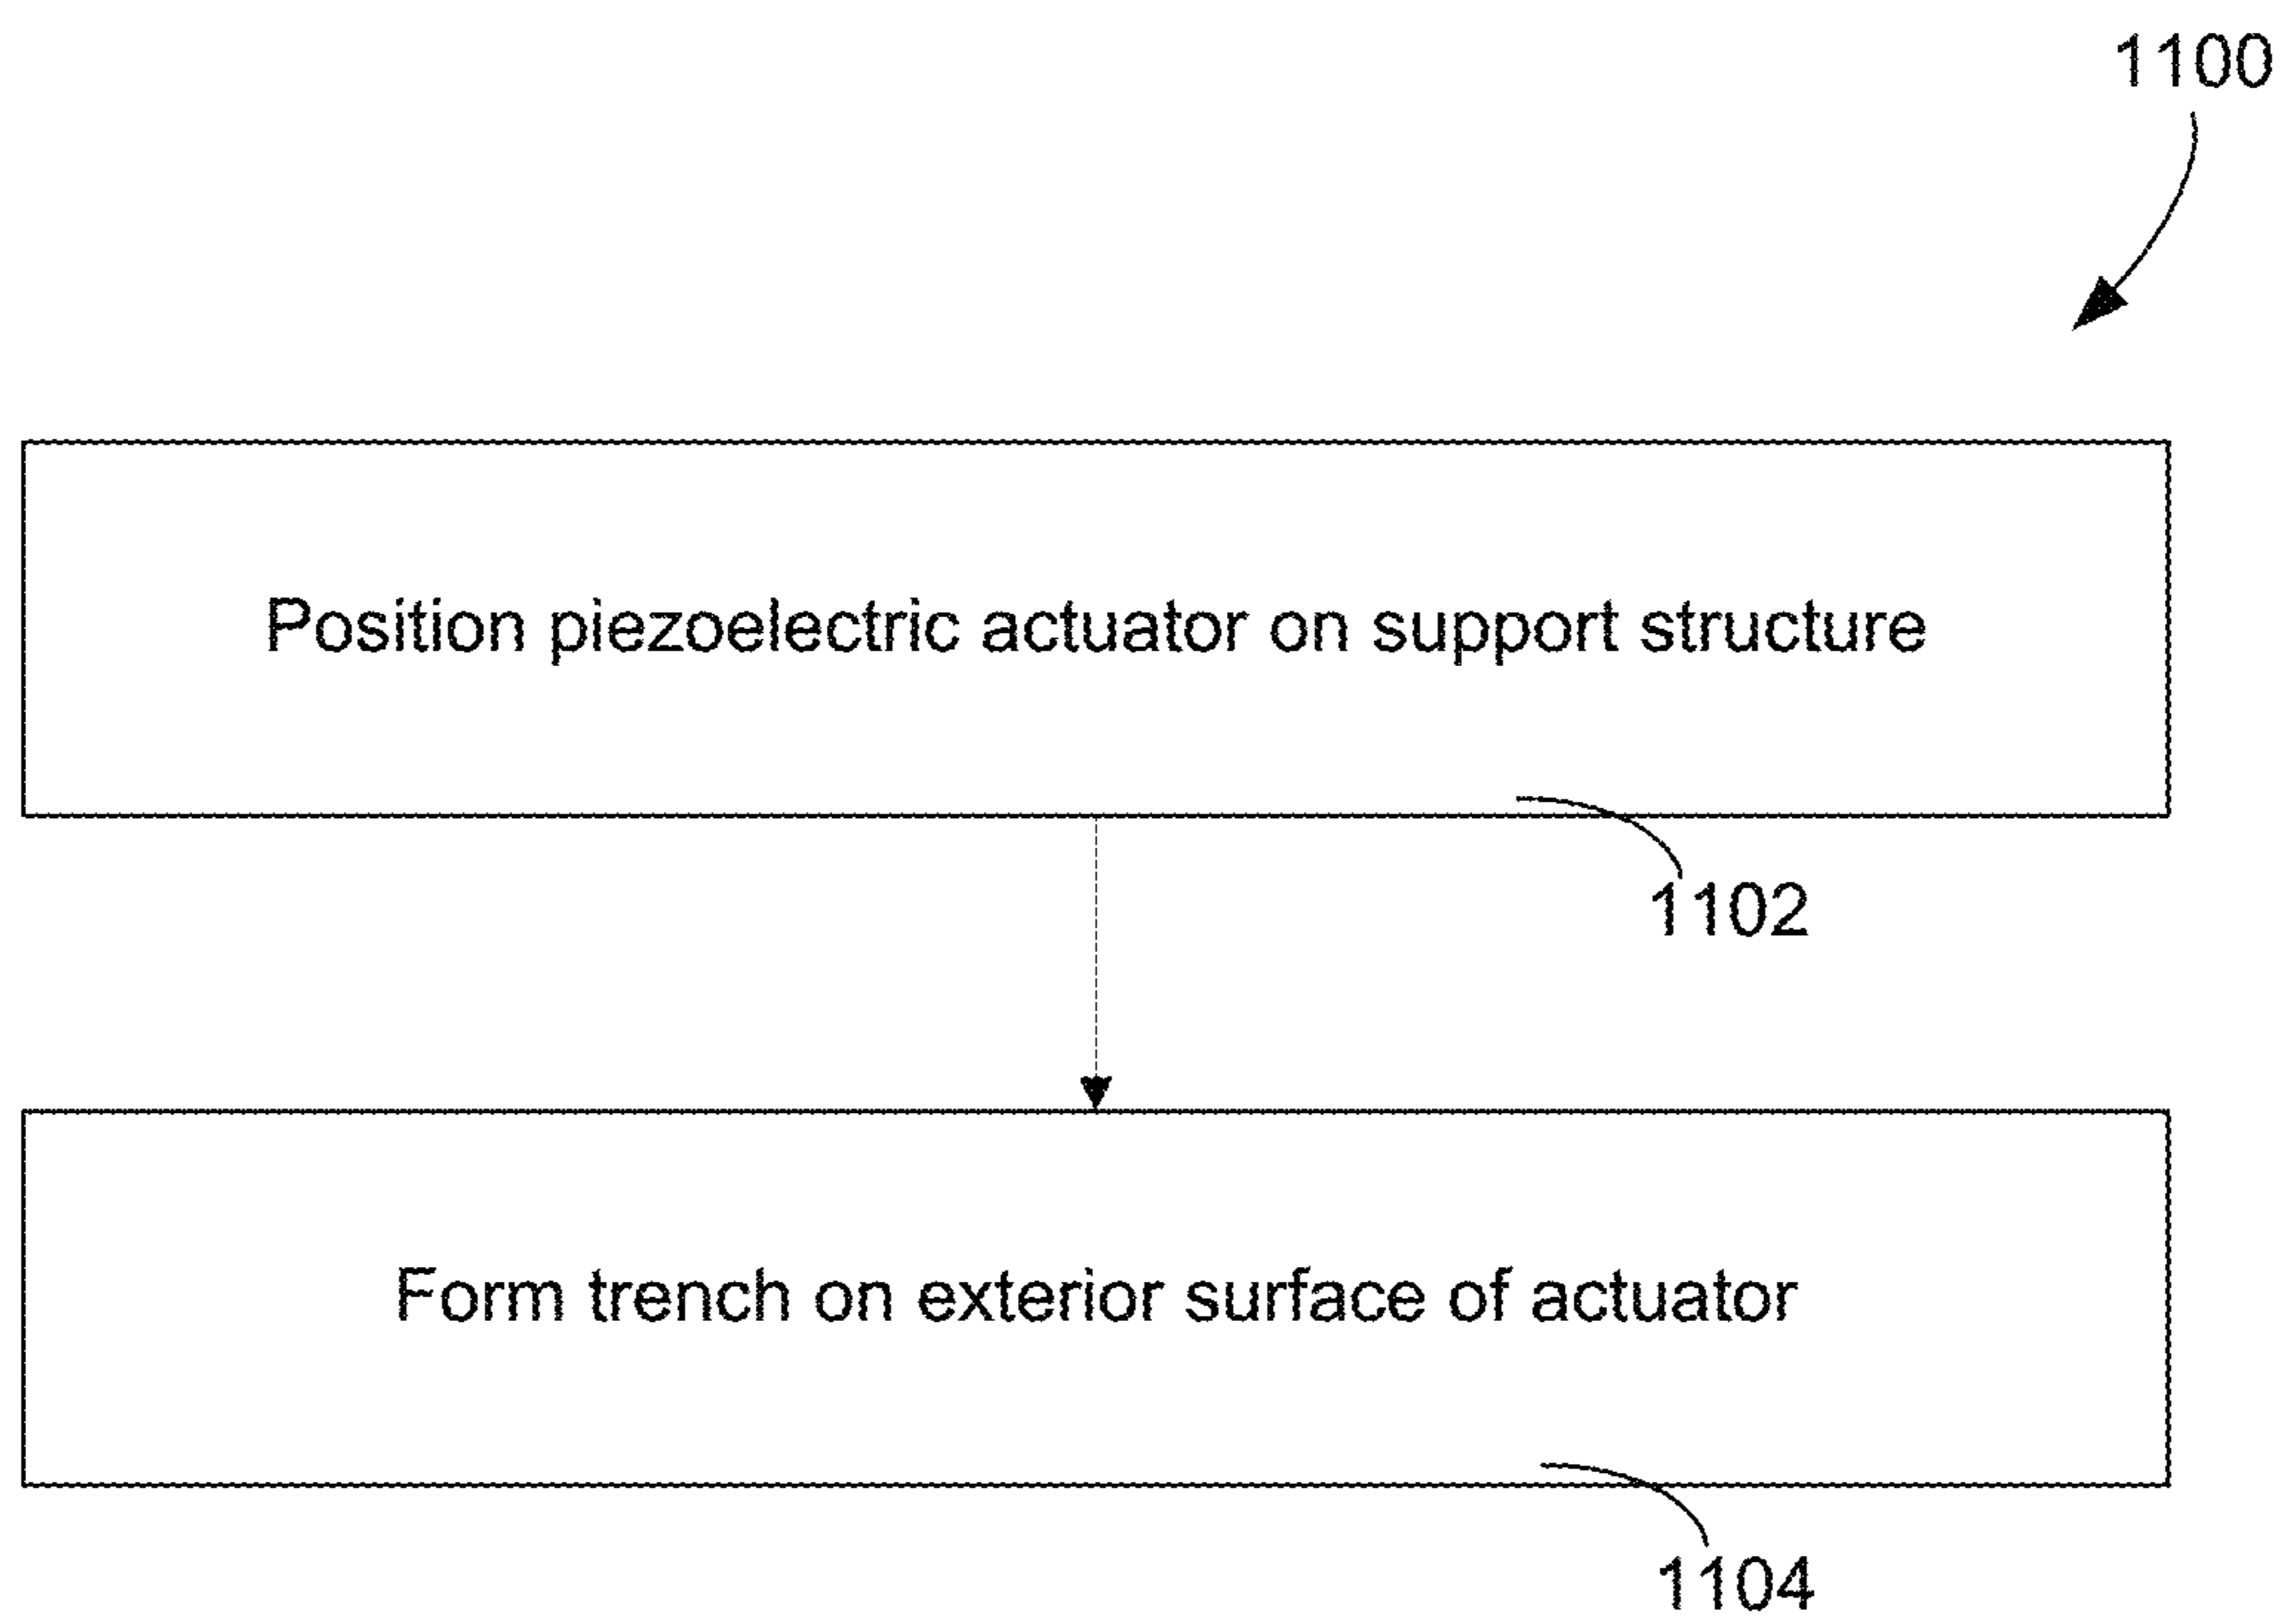 1100
Position piezoelectric actuator on support structure
1102
Form trench on exterior surface of actuator
1104